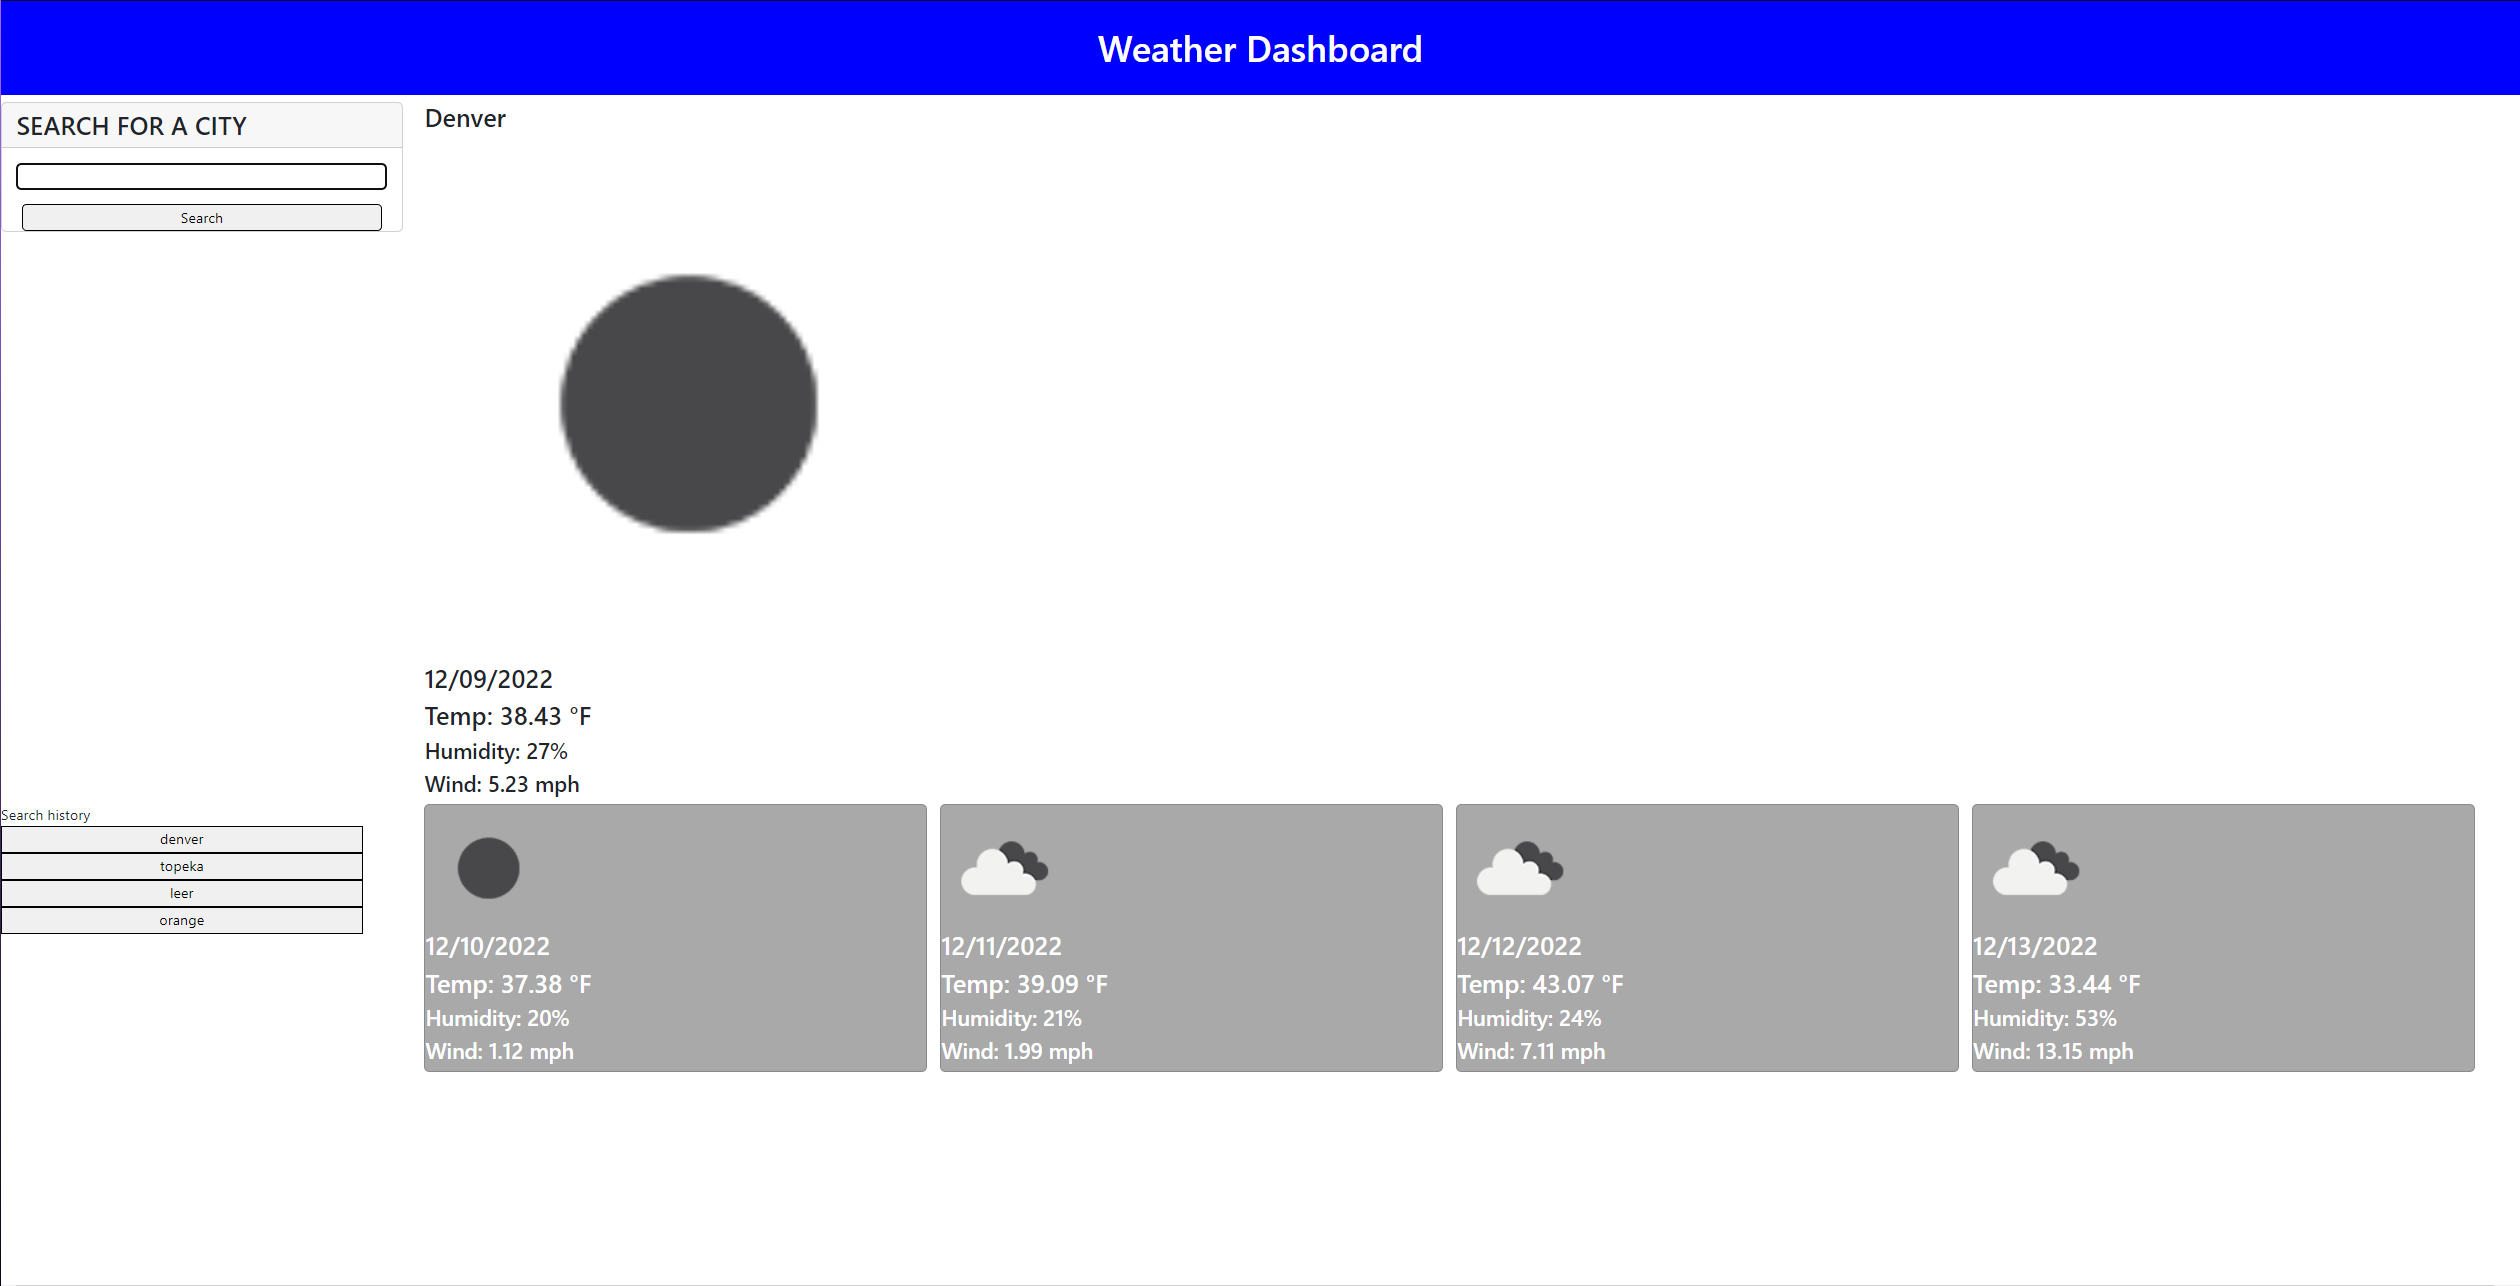 Weather Dashboard
SEARCH FOR A CITY
Search
Denver
12/09/2022
Temp: 38.43 °F
Humidity: 27%
Wind: 5.23 mph
Search history
denver
topeka
leer
orange
12/10/2022
Temp: 37.38 °F
Humidity: 20%
Wind: 1.12 mph
12/11/2022
Temp: 39.09 °F
Humidity: 21%
Wind: 1.99 mph
12/12/2022
Temp: 43.07 °F
Humidity: 24%
Wind: 7.11 mph
12/13/2022
Temp: 33.44 °F
Humidity: 53%
Wind: 13.15 mph